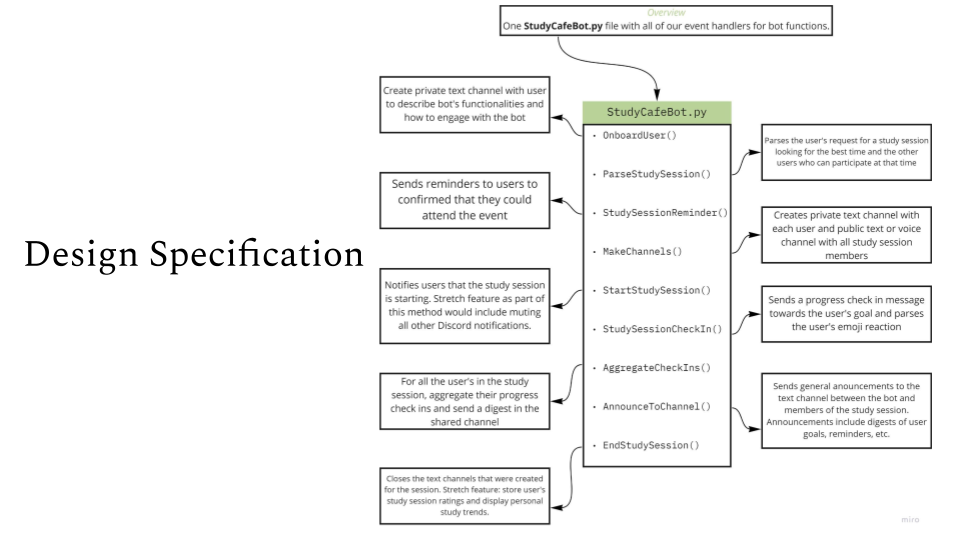 Overview
One StudyCafeBot.py file with all of our event handlers for bot functions.
Design Specification
Create private text channel with user
to describe bot's functionalities and
how to engage with the bot
Sends reminders to users to
confirmed that they could
attend the event
Notifies users that the study session
is starting. Stretch feature as part of
this method would include muting
all other Discord notifications.
For all the user's in the study
session, aggregate their progress
check ins and send a digest in the
shared channel
Closes the text channels that were created
for the session. Stretch feature: store user's
study session ratings and display personal
study trends.
StudyCafeBot.py
• OnboardUser()
• ParseStudySession()
• StudySessionReminder()
• MakeChannels()
• StartStudySession()
• StudySessionCheckIn()
• AggregateCheckIns()
• AnnounceToChannel()
• EndStudySession()
Parses the user's request for a study session
looking for the best time and the other
users who can participate at that time
Creates private text channel with
each user and public text or voice
channel with all study session
members
Sends a progress check in message
towards the user's goal and parses
the user's emoji reaction
Sends general anouncements to the
text channel between the bot and
members of the study session.
Announcements include digests of user
goals, reminders, etc.
miro